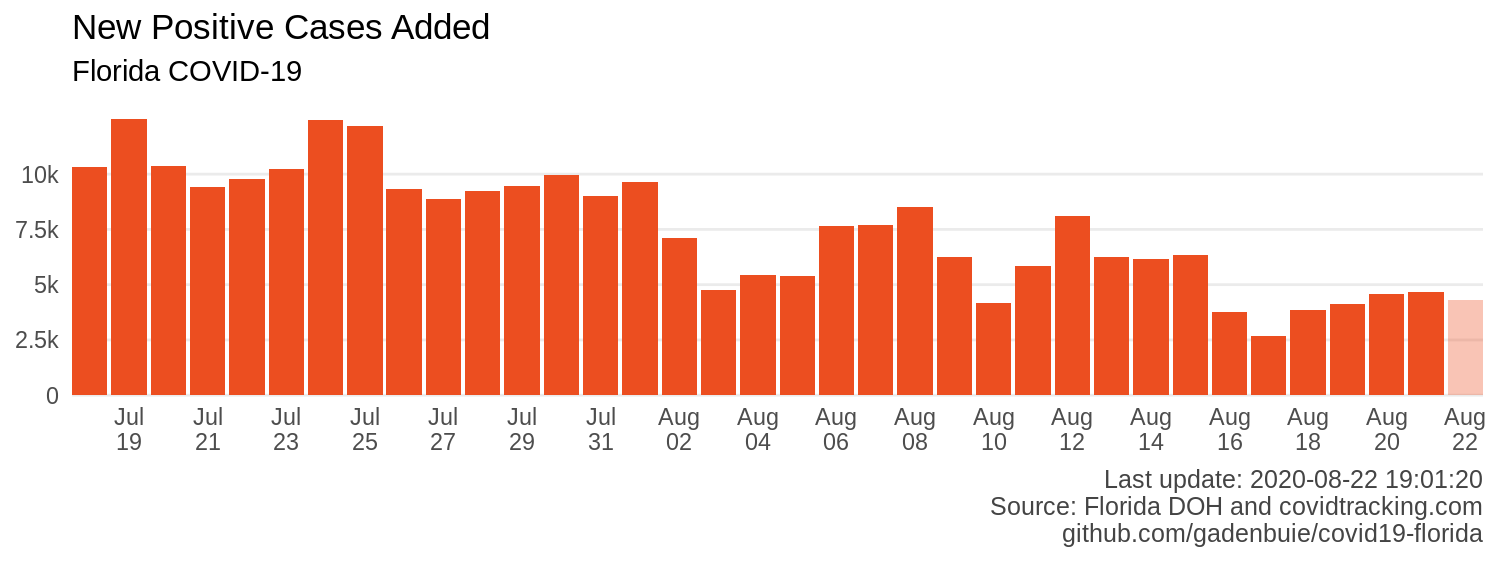 New Positive Cases Added
Florida COVID-19
10k
7.5k
5k
2.5k
0
Jul Jul Jul Jul Jul Jul Jul Aug Aug Aug Aug Aug Aug Aug Aug Aug Aug Aug
19 21 23 25 27 29 31 02 04 06 08 10 12 14 16 18 20 22
Last update: 2020-08-22 19:01:20
Source: Florida DOH and covidtracking.com
github.com/gadenbuie/covid19-florida